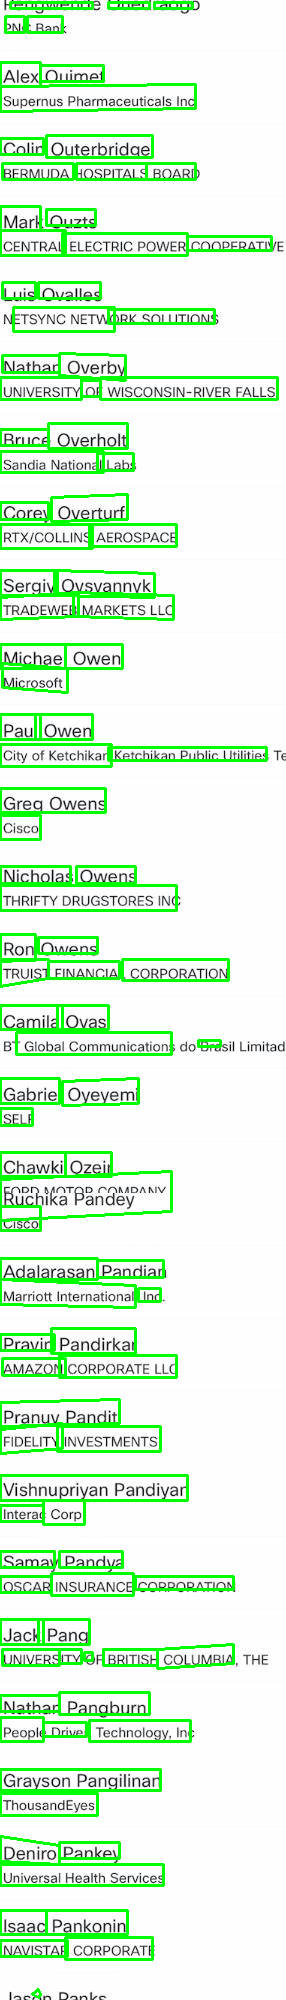 PNC Bank
Alex Ouimet
Supernus Pharmaceuticals Inc
Colin Outerbridge
BERMUDA HOSPITALS BOARD
Mark Ouzts
CENTRAL ELECTRIC POWER COOPERATIVE
Luis Ovalles
NETSYNC NETWORK SOLUTIONS
Nathan Overby
UNIVERSITY OF WISCONSIN-RIVER FALLS
Bruce Overholt
Sandia National Labs
Corey Overturf
RTX/COLLINS AEROSPACE
Sergiy Ovsyannyk
TRADEWEB MARKETS LLC
Michael Owen
Microsoft
Paul Owen
City of Ketchikan Ketchikan Public Utilities Te
Greg Owens
Cisco
Nicholas Owens
THRIFTY DRUGSTORES INC
Ron Owens
TRUIST FINANCIAL CORPORATION
Camila Ovas
BT Global Communications do Brasil Limitad
Gabriel Oyeyemi
SELF
Chawki Ozeir
FORD MOTOR COMPANY
Ruchika Pandey
Cisco
Adalarasan Pandian
Marriott International, Inc.
Pravin Pandirkar
AMAZON CORPORATE LLC
Pranuv Pandit
FIDELITY INVESTMENTS
Vishnupriyan Pandiyan
Interac Corp
Samay Pandya
OSCAR INSURANCE CORPORATION
Jack Pang
UNIVERSITY OF BRITISH COLUMBIA, THE
Nathan Pangburn
People Driven Technology, Inc
Grayson Pangilinan
ThousandEyes
Deniro Pankey
Universal Health Services
Isaac Pankonin
NAVISTAR CORPORATE
Jason Panks